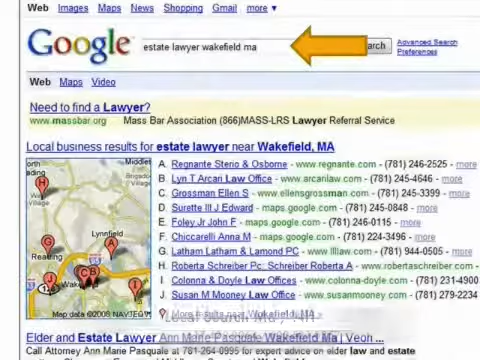 Web Images Maps News Shopping Gmail more ▼
Google
estate lawyer wakefield ma
arch
Advanced Search
Preferences
Web Maps Video
Need to find a Lawyer?
www.massbar.org Mass Bar Association (866)MASS-LRS Lawyer Referral Service
Local business results for estate lawyer near Wakefield, MA
A. Regnante Sterio & Osborne - www.regnante.com - (781) 246-2525 - more
B. Lyn T Arcari Law Office - www.arcanlaw.com - (781) 245-4646 - more
C. Grossman Ellen S - www.ellensgrossman.com - (781) 245-3399 - more
D. Surette Ill J Edward - maps.google.com - (781) 245-0848 - more
E. Foley Jr John F - maps.google.com - (781) 246-0115 - more
F. Chiccarelli Anna M - maps.google.com - (781) 224-3496 - more
G. Latham Latham & Lamond PC - www.lllaw.com - (781) 944-0505 - more
H. Roberta Schreiber Pc: Schreiber Roberta A - www.robertaschreiber.com -
I. Colonna & Doyle Law Offices - www.colonna-doyle.com - (781) 231-4900
J. Susan M Mooney Law Office - www.susanmooney.com - (781) 279-2234
More results near Wakefield, MA »
Lynnfield
Reading
Map data ©2008 NAVTEQ
Elder and Estate Lawyer Ann Marie Pasquale Wakefield Ma | Veon ...
Call Attorney Ann Marie Pasquale at 781-264-0995 for expert advice on elder law and estate